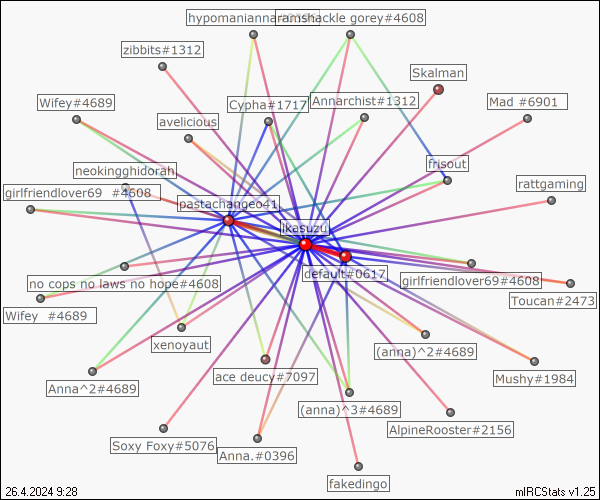 hypomaniannaramshackle gorey#4608
zibbits#1312
Skalman
Wifey#4689
Cypha#1717
Annarchist#1312
Mad #6901
avelicious
neokingghidorah
frisout
girlfriendlover69 #4608
rattgaming
pastachangeo41
ikasuzu
default#0617
no cops no laws no hope#4608
girlfriendlover69#4608
Toucan#2473
Wifey #4689
xenoyaut
(anna)^2#4689
Anna^2#4689
ace deucy#7097
Mushy#1984
(anna)^3#4689
AlpineRooster#2156
Soxy Foxy#5076
Anna.#0396
fakedingo
26.4.2024 9:28
mIRCStats v1.25